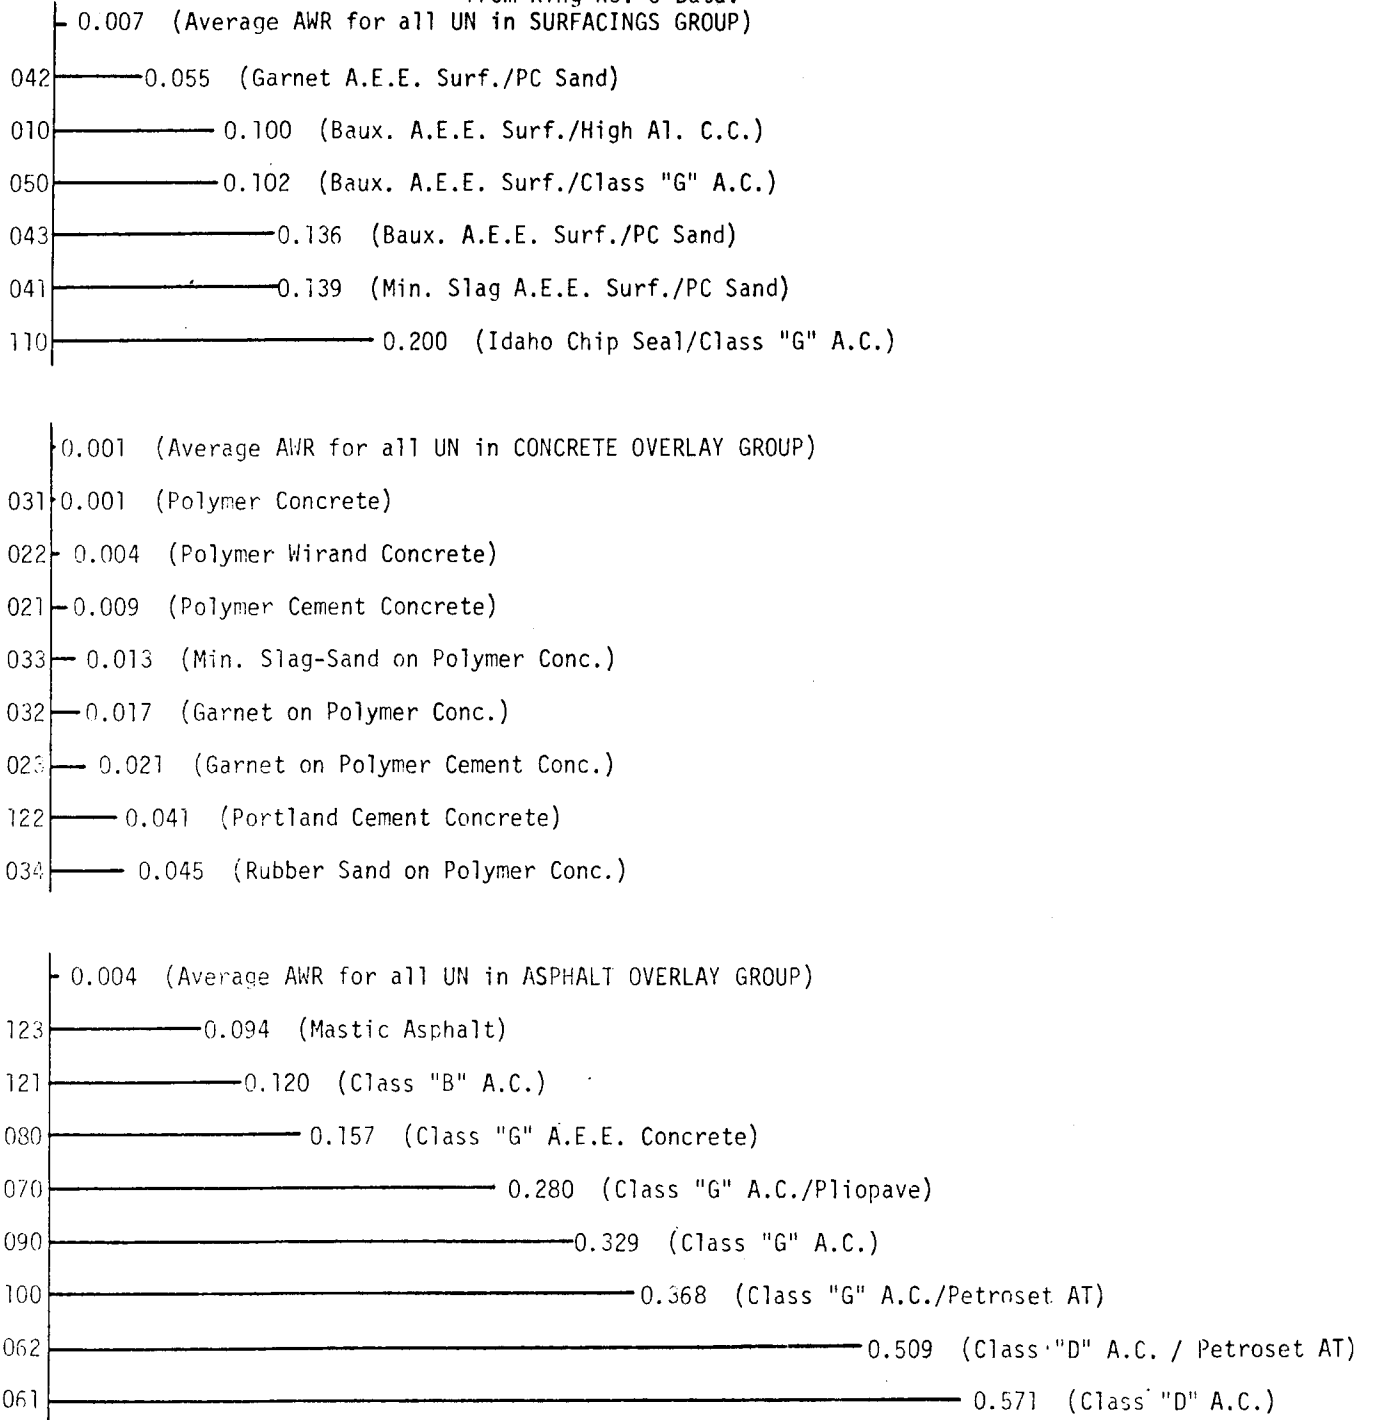 0.007 (Average AWR for all UN in SURFACINGS GROUP)
042 0.055 (Garnet A.E.E. Surf./PC Sand)
010 0.100 (Baux. A.E.E. Surf./High Al. C.C.)
050 0.102 (Baux. A.E.E. Surf./Class "G" A.C.)
043 0.136 (Baux. A.E.E. Surf./PC Sand)
041 0.139 (Min. Slag A.E.E. Surf./PC Sand)
110 0.200 (Idaho Chip Seal/Class "G" A.C.)
0.001 (Average AWR for all UN in CONCRETE OVERLAY GROUP)
031 0.001 (Polymer Concrete)
022 0.004 (Polymer Wirand Concrete)
021 0.009 (Polymer Cement Concrete)
033 0.013 (Min. Slag-Sand on Polymer Conc.)
032 0.017 (Garnet on Polymer Conc.)
023 0.021 (Garnet on Polymer Cement Conc.)
122 0.041 (Portland Cement Concrete)
034 0.045 (Rubber Sand on Polymer Conc.)
0.004 (Average AWR for all UN in ASPHALT OVERLAY GROUP)
123 0.094 (Mastic Asphalt)
121 0.120 (Class "B" A.C.)
080 0.157 (Class "G" A.E.E. Concrete)
070 0.280 (Class "G" A.C./Pliopave)
090 0.329 (Class "G" A.C.)
100 0.368 (Class "G" A.C./Petroset AT)
062 0.509 (Class "D" A.C. / Petroset AT)
061 0.571 (Class "D" A.C.)